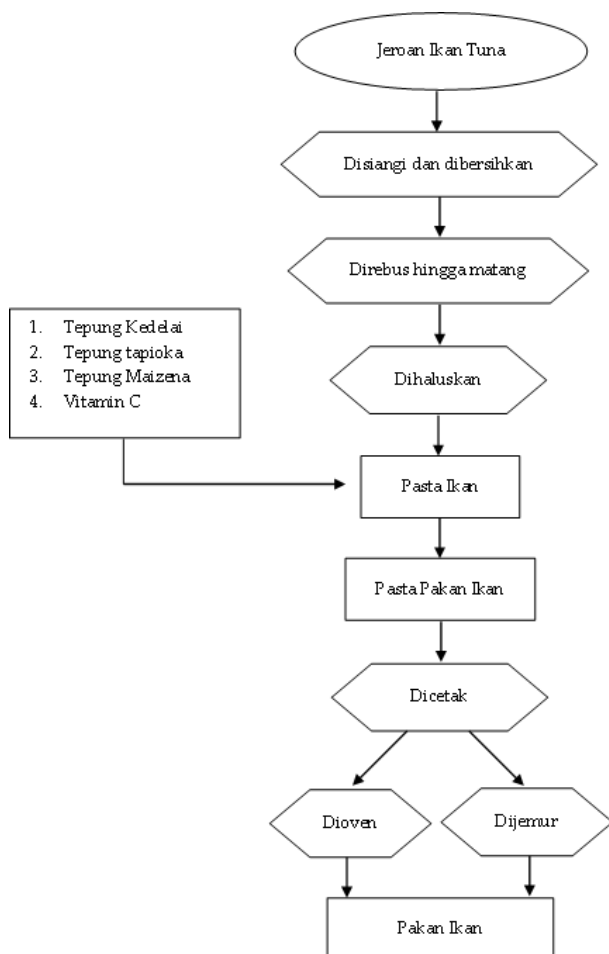 Jeroan Ikan Tuna
Disiangi dan dibersihkan
Direbus hingga matang
1. Tepung Kedelai
2. Tepung tapioka
3. Tepung Maizena
4. Vitamin C
Dihaluskan
Pasta Ikan
Pasta Pakan Ikan
Dicetak
Dioven
Dijemur
Pakan Ikan